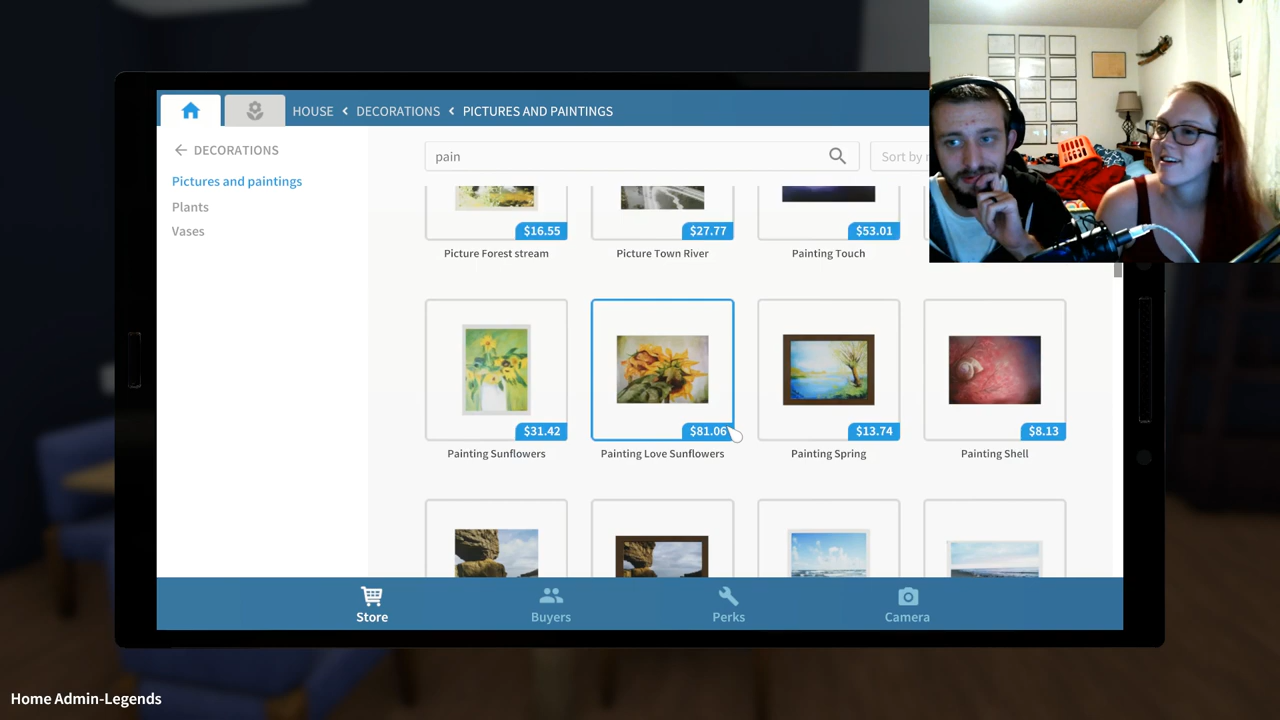 HOUSE < DECORATIONS < PICTURES AND PAINTINGS
DECORATIONS
Pictures and paintings
Plants
Vases
pain
Sort by
$16.55
$27.77
$53.01
Picture Forest stream
Picture Town River
Painting Touch
$31.42
$81.06
$13.74
$8.13
Painting Sunflowers
Painting Love Sunflowers
Painting Spring
Painting Shell
Store
Buyers
Perks
Camera
Home Admin-Legends